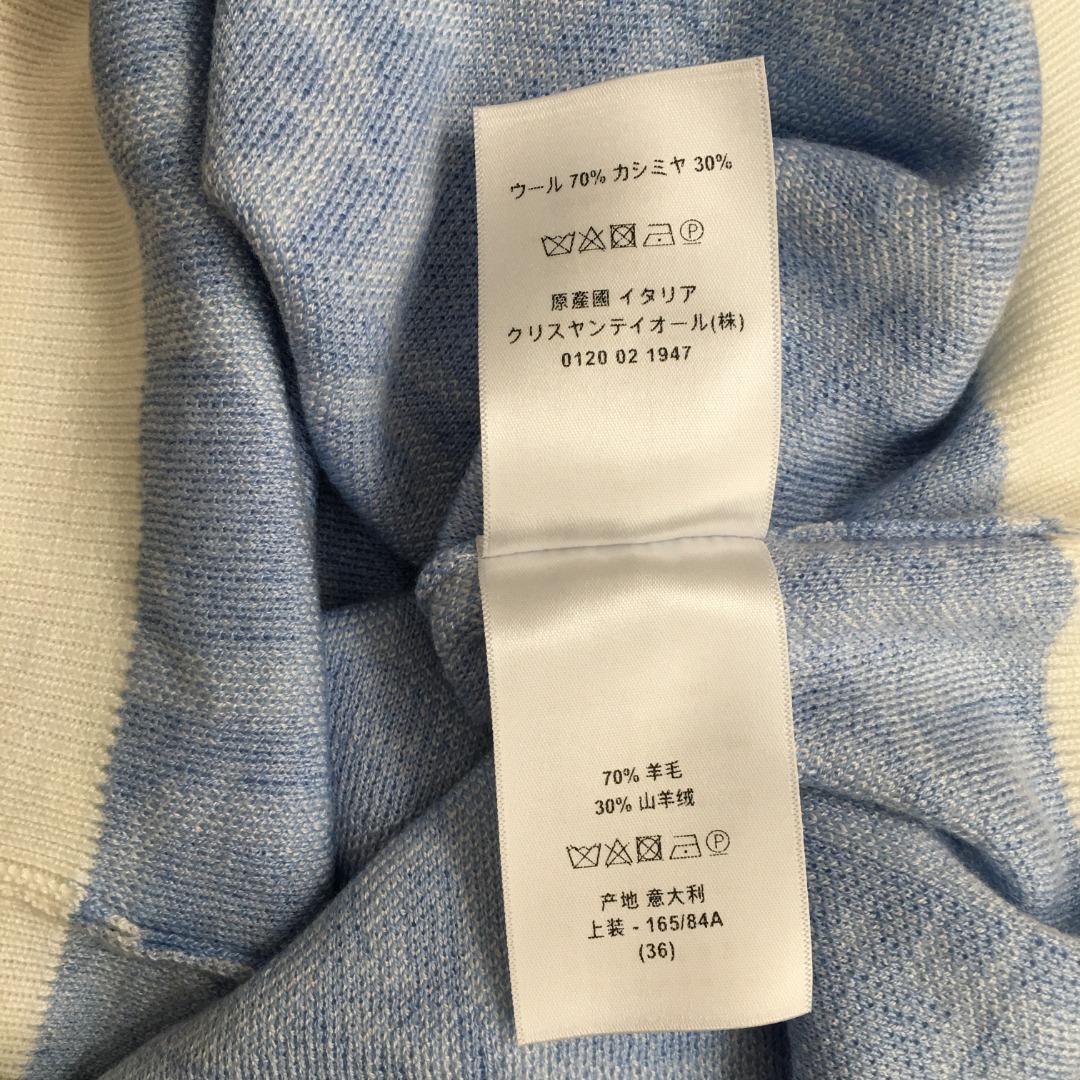 ウール 70% カシミヤ 30%
原産國 イタリア
クリスヤンテイオール(株)
0120 02 1947
70% 羊毛
30% 山羊绒
产地 意大利
上装 - 165/84A
(36)